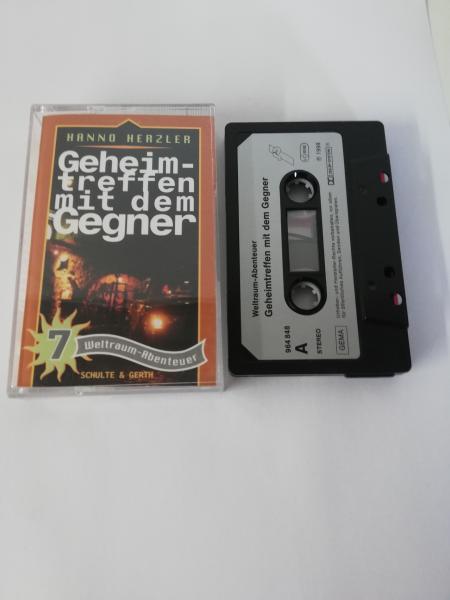 HANNO HERZLER
Geheim-
treffen
mit dem
Gegner
7
Weltraum-Abenteuer
SCHULTE & GERTH
Weltraum-Abenteuer
Geheimtreffen mit dem Gegner
964 848
A
STEREO
GEMA
℗ 1998